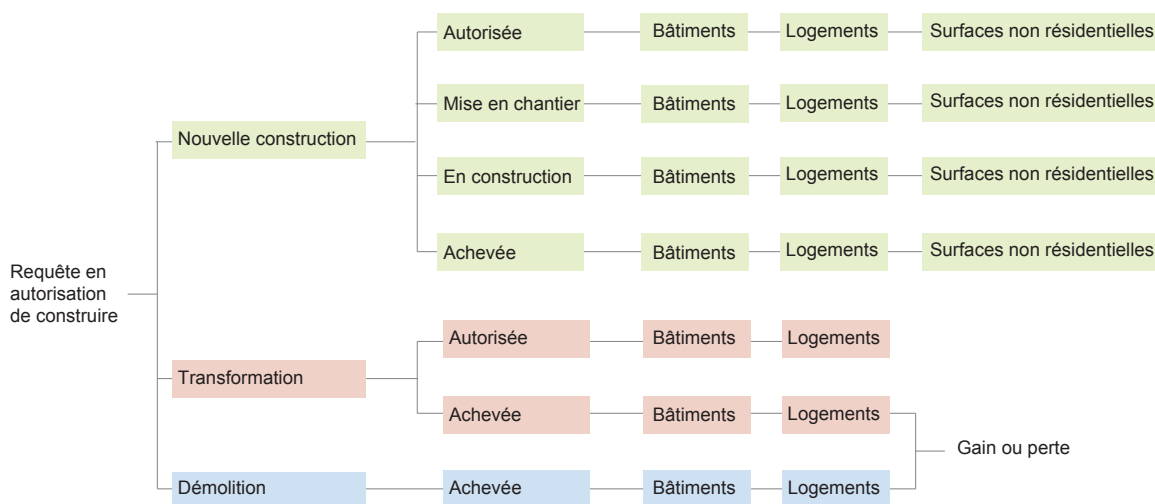 Autorisée Bâtiments Logements Surfaces non résidentielles
Mise en chantier Bâtiments Logements Surfaces non résidentielles
Nouvelle construction
En construction Bâtiments Logements Surfaces non résidentielles
Achevée Bâtiments Logements Surfaces non résidentielles
Requête en
autorisation
de construire
Autorisée Bâtiments Logements
Transformation
Achevée Bâtiments Logements
Gain ou perte
Démolition Achevée Bâtiments Logements